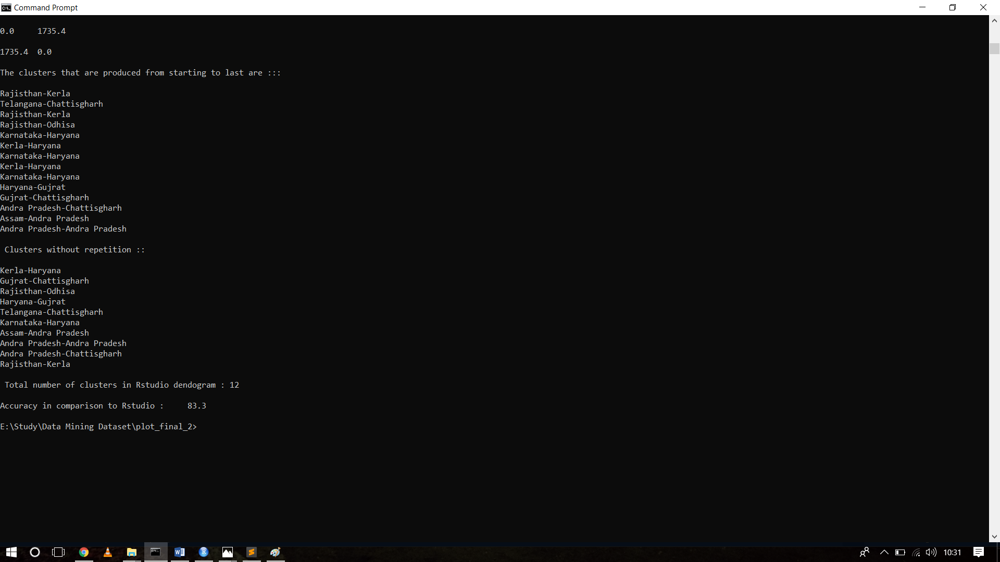 Command Prompt
0.0     1735.4
1735.4  0.0
The clusters that are produced from starting to last are :::
Rajisthan-Kerla
Telangana-Chattisgharh
Rajisthan-Kerla
Rajisthan-Odhisa
Karnataka-Haryana
Kerla-Haryana
Karnataka-Haryana
Kerla-Haryana
Karnataka-Haryana
Haryana-Gujrat
Gujrat-Chattisgharh
Andra Pradesh-Chattisgharh
Assam-Andra Pradesh
Andra Pradesh-Andra Pradesh
Clusters without repetition ::
Kerla-Haryana
Gujrat-Chattisgharh
Rajisthan-Odhisa
Haryana-Gujrat
Telangana-Chattisgharh
Karnataka-Haryana
Assam-Andra Pradesh
Andra Pradesh-Andra Pradesh
Andra Pradesh-Chattisgharh
Rajisthan-Kerla
Total number of clusters in Rstudio dendogram : 12
Accuracy in comparison to Rstudio :     83.3
E:\Study\Data Mining Dataset\plot_final_2>
10:31